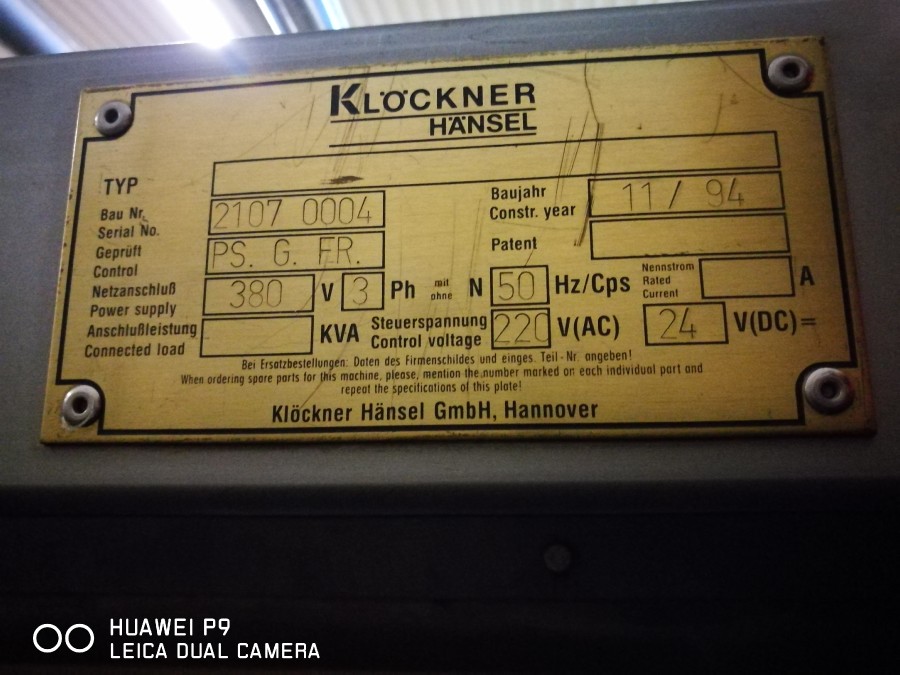 KLÖCKNER
HÄNSEL
TYP
Bau Nr.
Serial No. 2107 0004
Baujahr
Constr. year 11 / 94
Geprüft
Control PS. G. FR.
Patent
Netzanschluß
Power supply 380 V 3 Ph mit
ohne N 50 Hz/Cps
Nennstrom
Rated
Current A
Anschlußleistung
Connected load KVA
Steuerspannung
Control voltage 220 V(AC) 24 V(DC)=
Bei Ersatzbestellungen: Daten des Firmenschildes und einges. Teil-Nr. angeben!
When ordering spare parts for this machine, please, mention the number marked on each individual part and
repeat the specifications of this plate!
Klöckner Hänsel GmbH, Hannover
HUAWEI P9
LEICA DUAL CAMERA